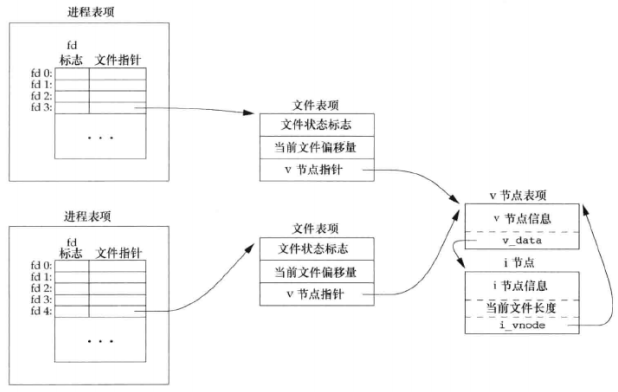 进程表项
fd
标志 文件指针
fd 0:
fd 1:
fd 2:
fd 3:
...
文件表项
文件状态标志
当前文件偏移量
v 节点指针
进程表项
fd
标志 文件指针
fd 0:
fd 1:
fd 2:
fd 3:
fd 4:
...
文件表项
文件状态标志
当前文件偏移量
v 节点指针
v 节点表项
v 节点信息
v_data
i 节点
i 节点信息
当前文件长度
i_vnode